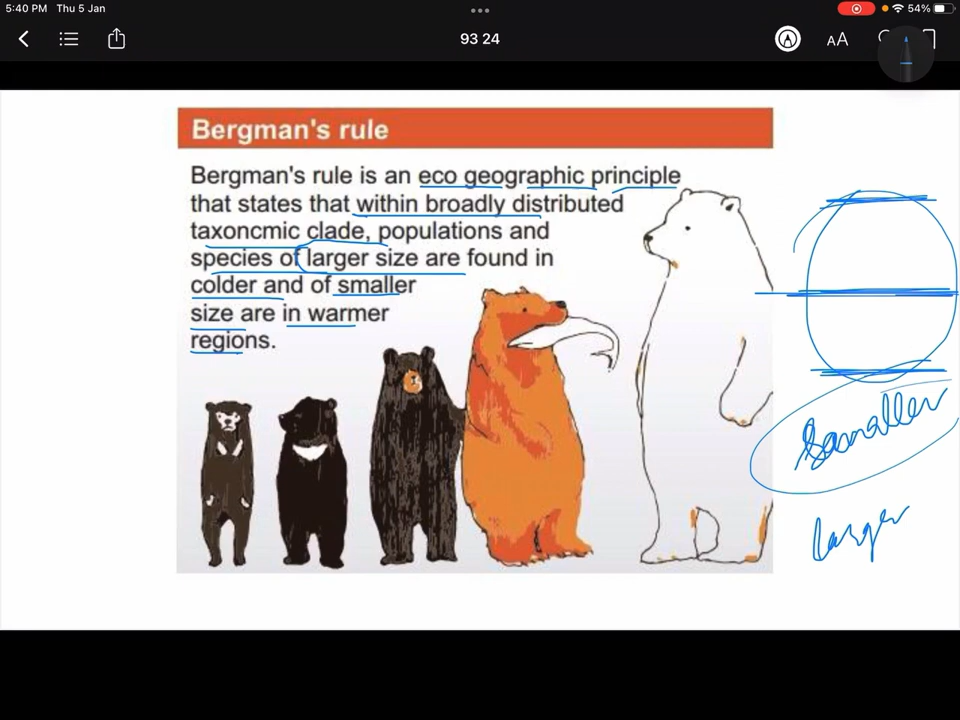 5:40 PM Thu 5 Jan
54%
93 24
AA
Bergman's rule
Bergman's rule is an eco geographic principle
that states that within broadly distributed
taxoncmic clade, populations and
species of larger size are found in
colder and of smaller
size are in warmer
regions.
Smaller
larger